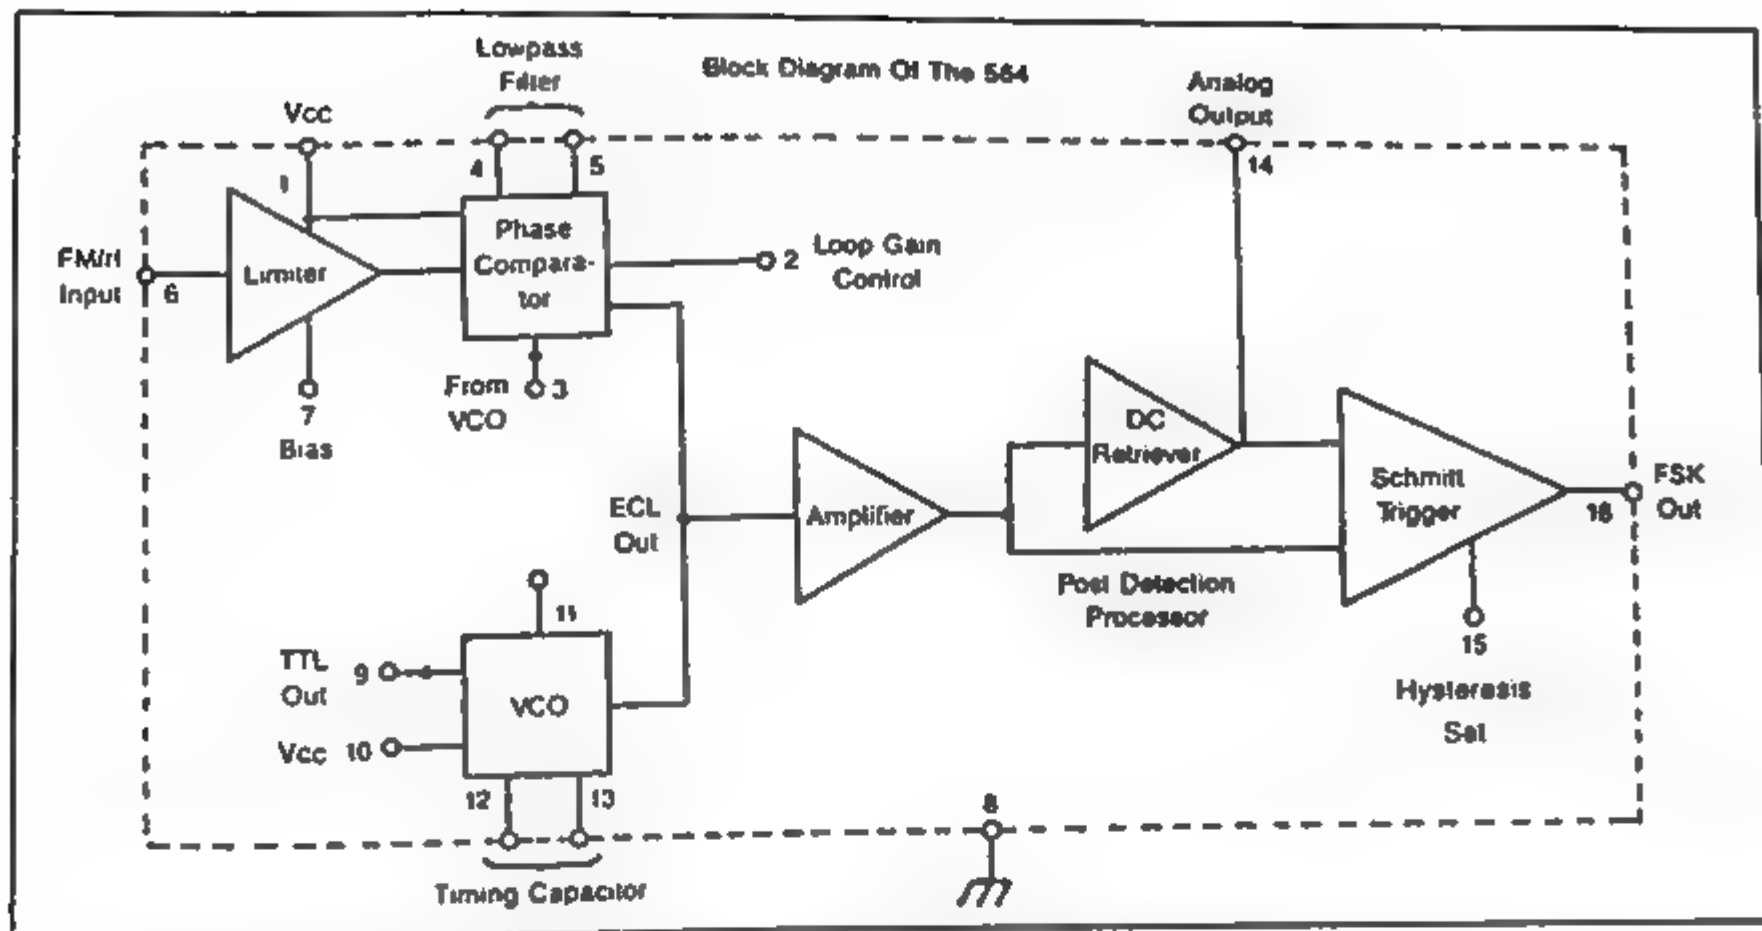 Block Diagram Of The 564
Lowpass
Filter
Vcc
1
4
5
Analog
Output
14
FM/rf
Input
6
Limiter
7
Bias
Phase
Compara-
tor
2
Loop Gain
Control
From
VCO
3
ECL
Out
Amplifier
DC
Retriever
Schmitt
Trigger
16
FSK
Out
Post Detection
Processor
15
Hysteresis
Set
11
TTL
Out
9
VCO
Vcc
10
12
13
Timing Capacitor
8